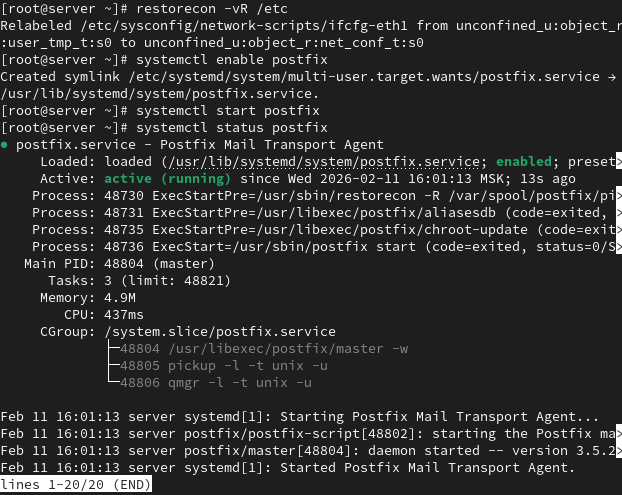 [root@server ~]# restorecon -vR /etc
Relabeled /etc/sysconfig/network-scripts/ifcfg-eth1 from unconfined_u:object_r
:user_tmp_t:s0 to unconfined_u:object_r:net_conf_t:s0
[root@server ~]# systemctl enable postfix
Created symlink /etc/systemd/system/multi-user.target.wants/postfix.service →
/usr/lib/systemd/system/postfix.service.
[root@server ~]# systemctl start postfix
[root@server ~]# systemctl status postfix
● postfix.service - Postfix Mail Transport Agent
     Loaded: loaded (/usr/lib/systemd/system/postfix.service; enabled; preset>
     Active: active (running) since Wed 2026-02-11 16:01:13 MSK; 13s ago
    Process: 48730 ExecStartPre=/usr/sbin/restorecon -R /var/spool/postfix/pi>
    Process: 48731 ExecStartPre=/usr/libexec/postfix/aliasesdb (code=exited, >
    Process: 48735 ExecStartPre=/usr/libexec/postfix/chroot-update (code=exit>
    Process: 48736 ExecStart=/usr/sbin/postfix start (code=exited, status=0/S>
   Main PID: 48804 (master)
      Tasks: 3 (limit: 48821)
     Memory: 4.9M
        CPU: 437ms
     CGroup: /system.slice/postfix.service
             ├─48804 /usr/libexec/postfix/master -w
             ├─48805 pickup -l -t unix -u
             └─48806 qmgr -l -t unix -u
Feb 11 16:01:13 server systemd[1]: Starting Postfix Mail Transport Agent...
Feb 11 16:01:13 server postfix/postfix-script[48802]: starting the Postfix ma>
Feb 11 16:01:13 server postfix/master[48804]: daemon started -- version 3.5.2>
Feb 11 16:01:13 server systemd[1]: Started Postfix Mail Transport Agent.
lines 1-20/20 (END)